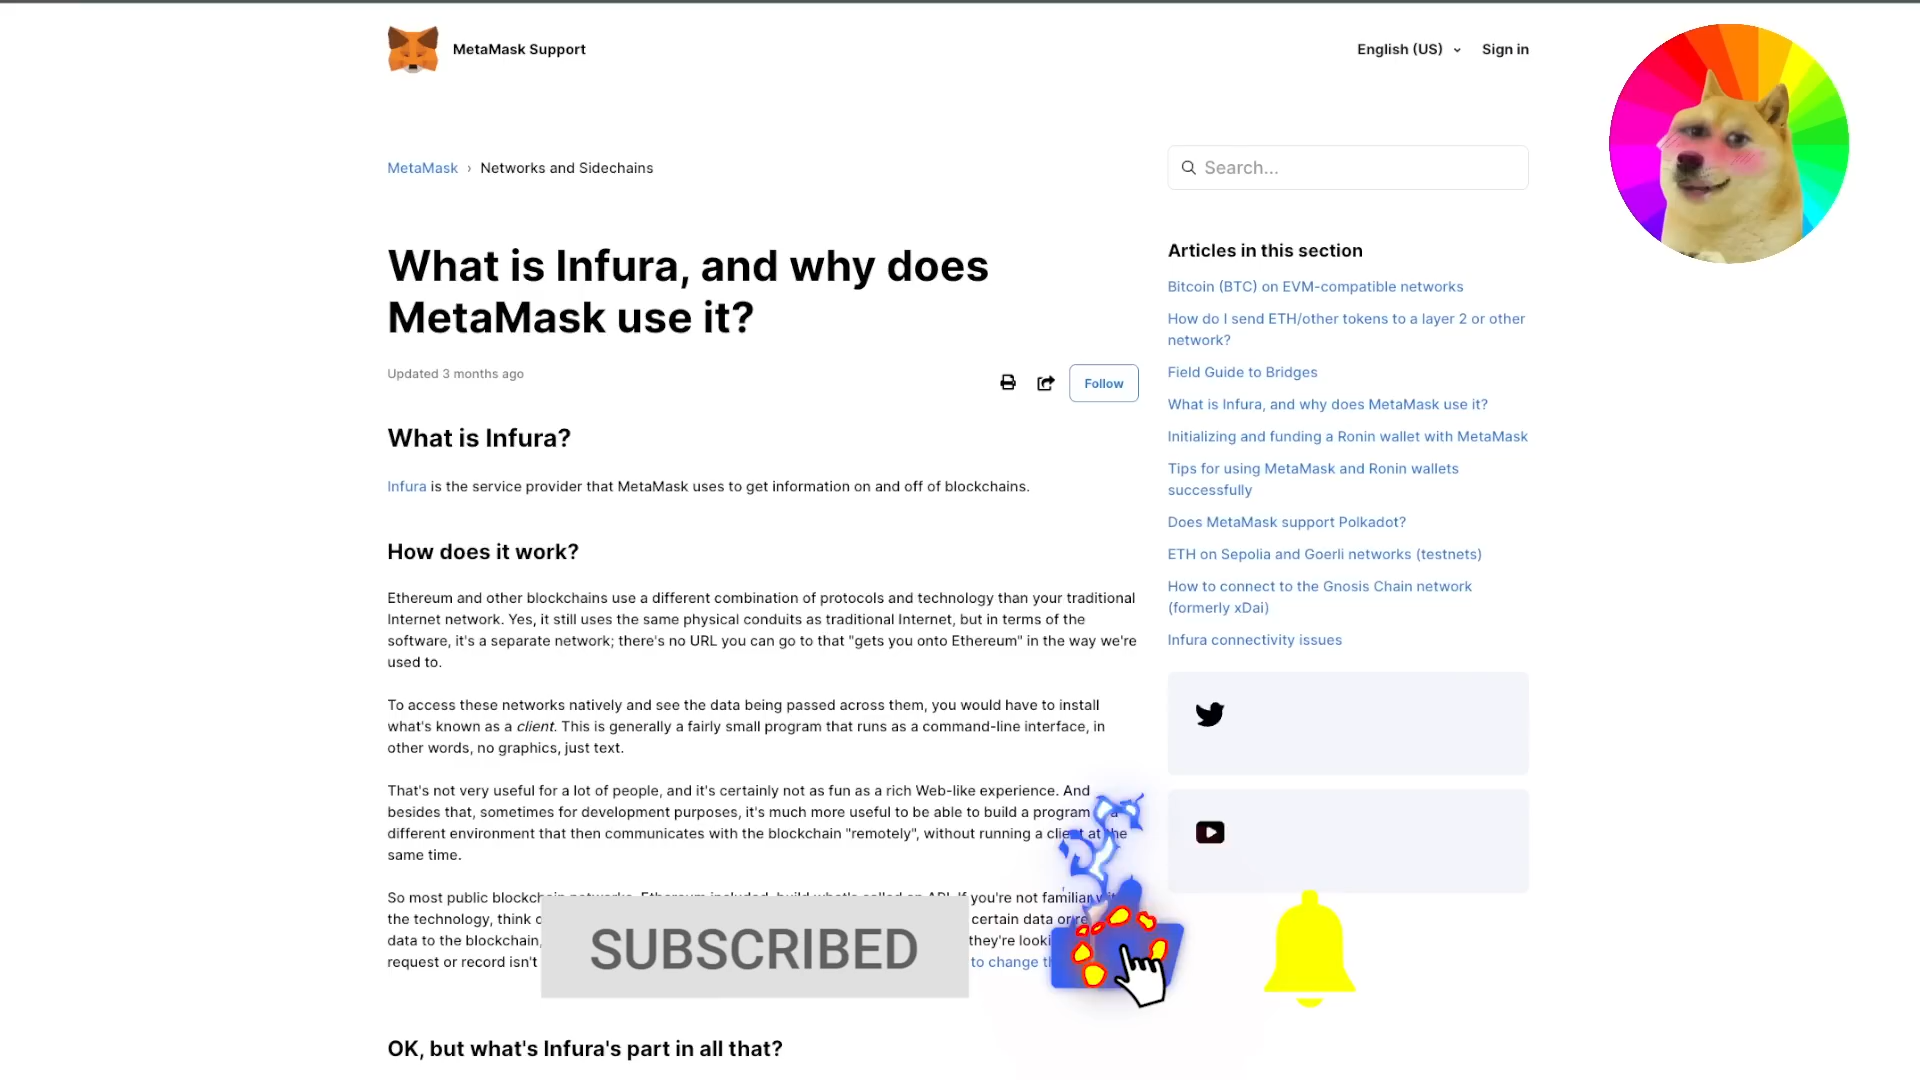 MetaMask Support
English (US)
Sign in
MetaMask › Networks and Sidechains
Search...
What is Infura, and why does
MetaMask use it?
Updated 3 months ago
Follow
What is Infura?
Infura is the service provider that MetaMask uses to get information on and off of blockchains.
How does it work?
Ethereum and other blockchains use a different combination of protocols and technology than your traditional
Internet network. Yes, it still uses the same physical conduits as traditional Internet, but in terms of the
software, it's a separate network; there's no URL you can go to that "gets you onto Ethereum" in the way we're
used to.
To access these networks natively and see the data being passed across them, you would have to install
what's known as a client. This is generally a fairly small program that runs as a command-line interface, in
other words, no graphics, just text.
That's not very useful for a lot of people, and it's certainly not as fun as a rich Web-like experience. And
besides that, sometimes for development purposes, it's much more useful to be able to build a program
different environment that then communicates with the blockchain "remotely", without running a client at the
same time.
So most public blockchain networks, Ethereum included, build what's called an API. If you're not familiar
the technology, think certain data or
data to the blockchain, they're
request or record isn't to change
OK, but what's Infura's part in all that?
Articles in this section
Bitcoin (BTC) on EVM-compatible networks
How do I send ETH/other tokens to a layer 2 or other
network?
Field Guide to Bridges
What is Infura, and why does MetaMask use it?
Initializing and funding a Ronin wallet with MetaMask
Tips for using MetaMask and Ronin wallets
successfully
Does MetaMask support Polkadot?
ETH on Sepolia and Goerli networks (testnets)
How to connect to the Gnosis Chain network
(formerly xDai)
Infura connectivity issues
SUBSCRIBED